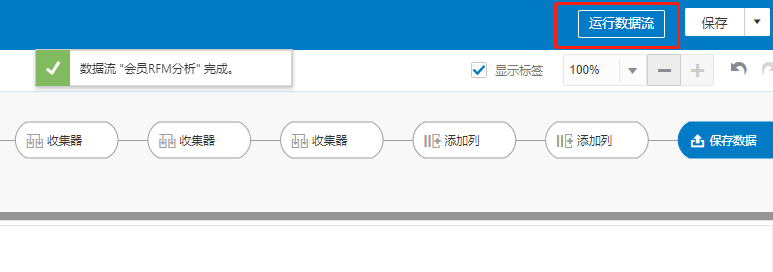 运行数据流
保存
数据流 "会员RFM分析" 完成。
显示标签
100%
收集器
收集器
收集器
添加列
添加列
保存数据